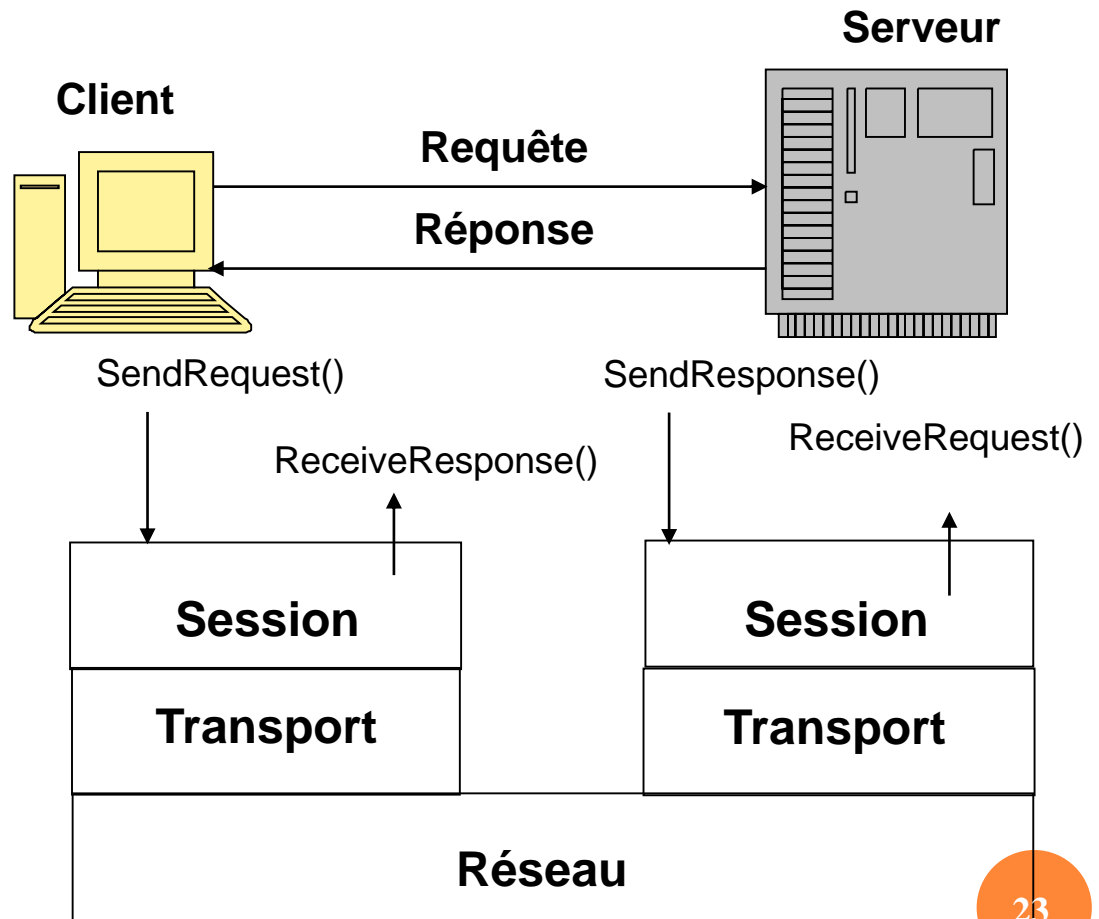 Serveur
Client
Requête
Réponse
SendRequest()
SendResponse()
ReceiveResponse()
ReceiveRequest()
Session
Session
Transport
Transport
Réseau
23